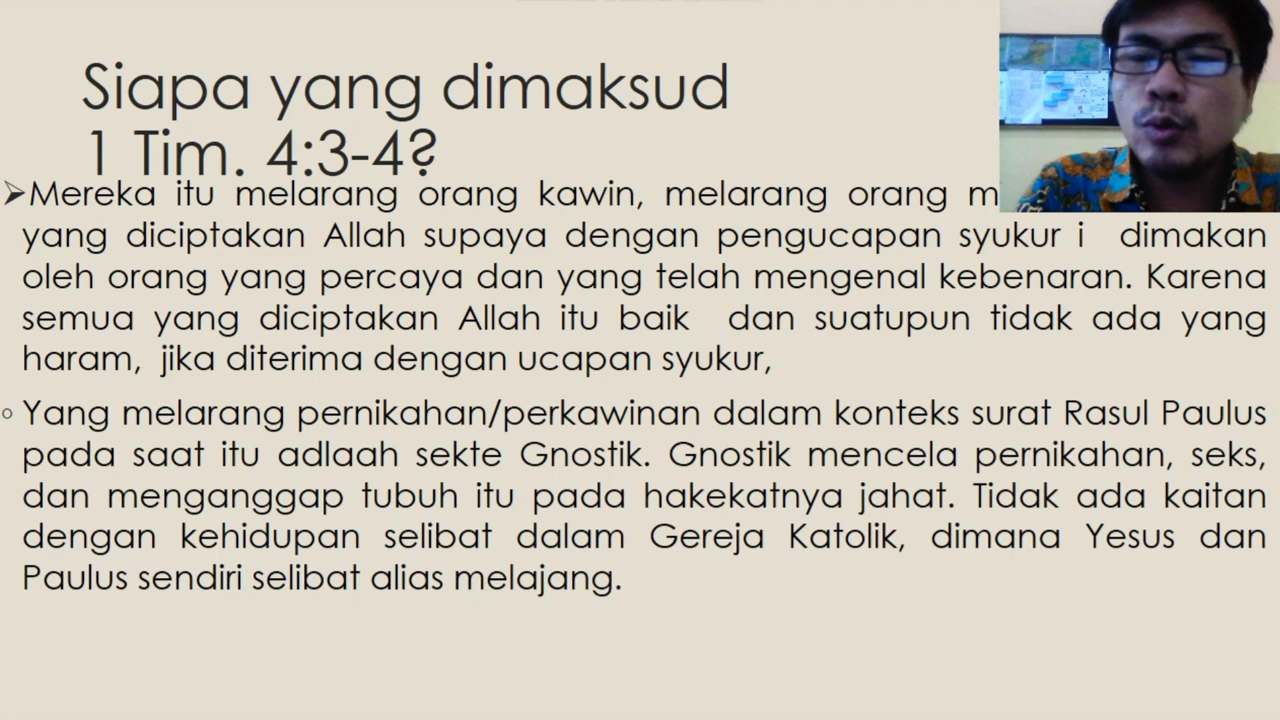 Siapa yang dimaksud
1 Tim. 4:3-4?
Mereka itu melarang orang kawin, melarang orang m
yang diciptakan Allah supaya dengan pengucapan syukur i dimakan
oleh orang yang percaya dan yang telah mengenal kebenaran. Karena
semua yang diciptakan Allah itu baik dan suatupun tidak ada yang
haram, jika diterima dengan ucapan syukur,
Yang melarang pernikahan/perkawinan dalam konteks surat Rasul Paulus
pada saat itu adlaah sekte Gnostik. Gnostik mencela pernikahan, seks,
dan menganggap tubuh itu pada hakekatnya jahat. Tidak ada kaitan
dengan kehidupan selibat dalam Gereja Katolik, dimana Yesus dan
Paulus sendiri selibat alias melajang.